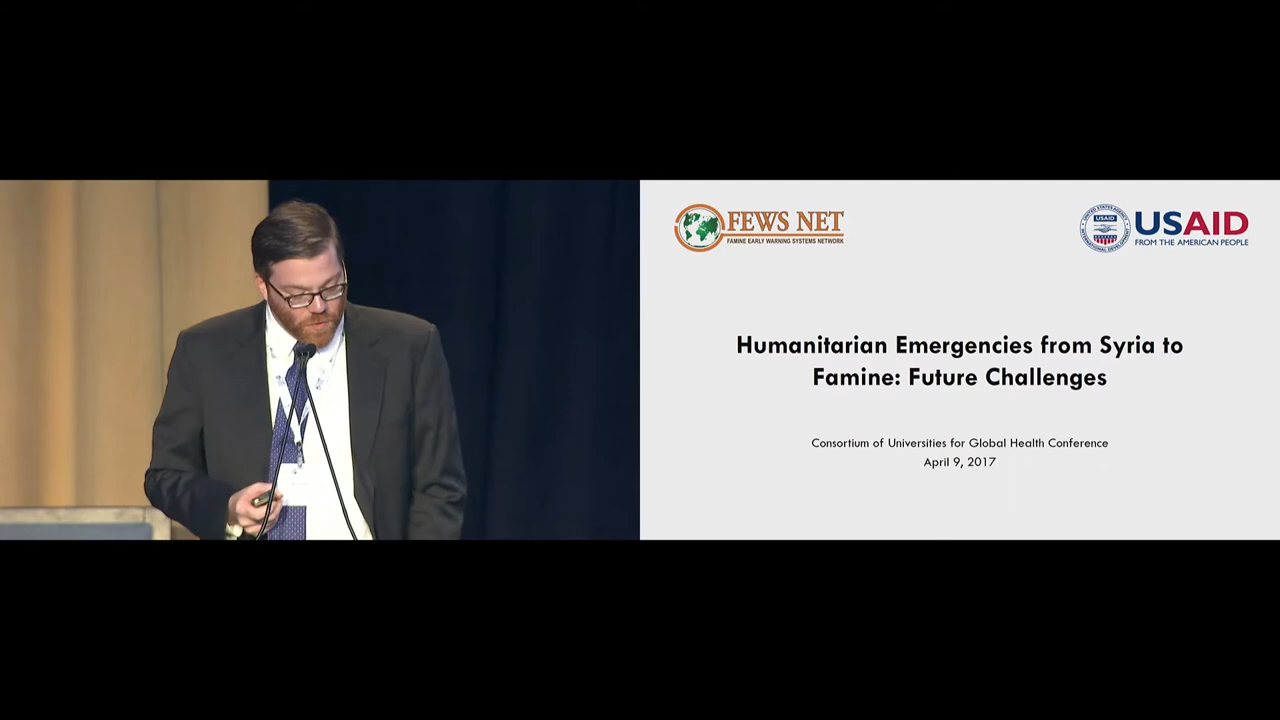 FEWS NET
FAMINE EARLY WARNING SYSTEMS NETWORK
USAID
USAID
FROM THE AMERICAN PEOPLE
Humanitarian Emergencies from Syria to
Famine: Future Challenges
Consortium of Universities for Global Health Conference
April 9, 2017